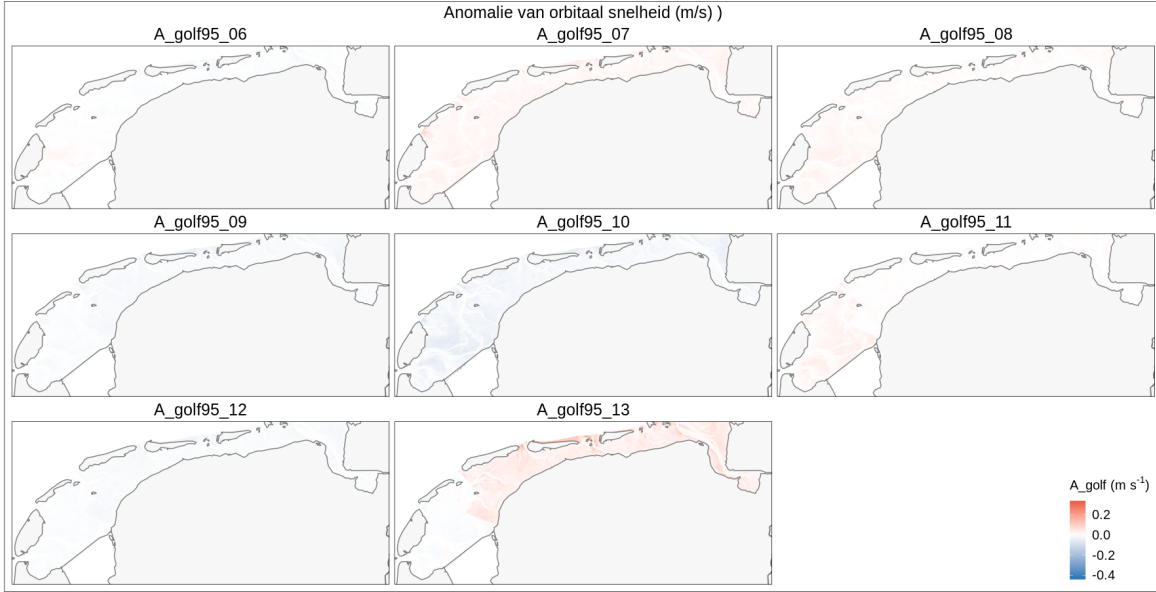 Anomalie van orbitaal snelheid (m/s) )
A_golf95_06
A_golf95_07
A_golf95_08
A_golf95_09
A_golf95_10
A_golf95_11
A_golf95_12
A_golf95_13
A_golf (m s⁻¹)
0.2
0.0
-0.2
-0.4